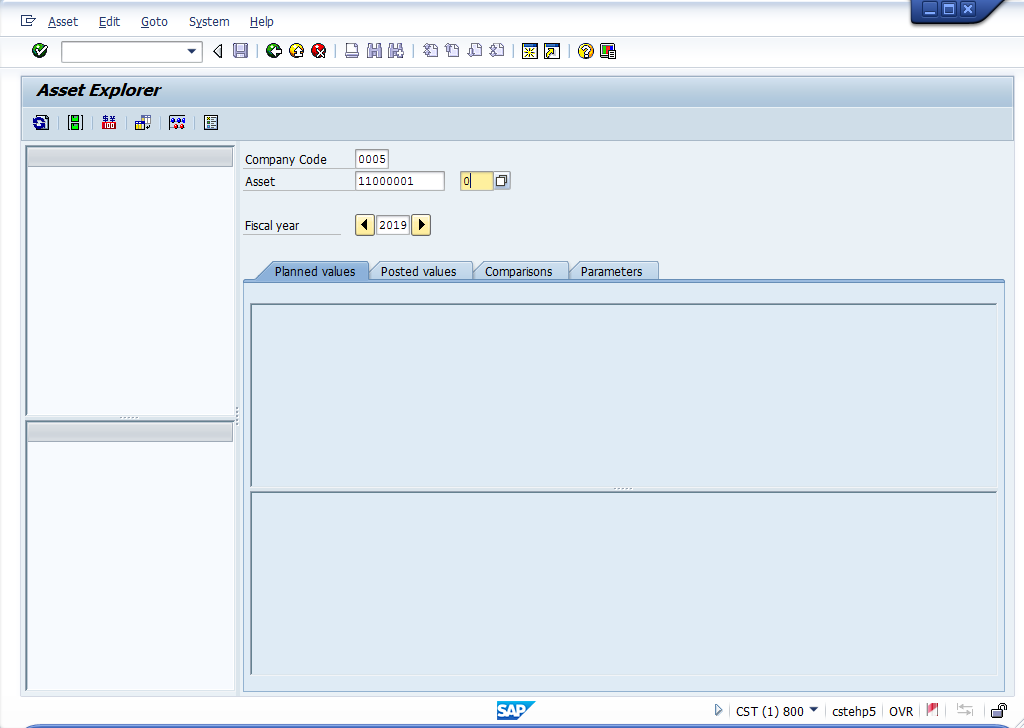 Asset Edit Goto System Help
Asset Explorer
Company Code 0005
Asset 11000001 0
Fiscal year 2019
Planned values Posted values Comparisons Parameters
SAP CST (1) 800 cstehp5 OVR